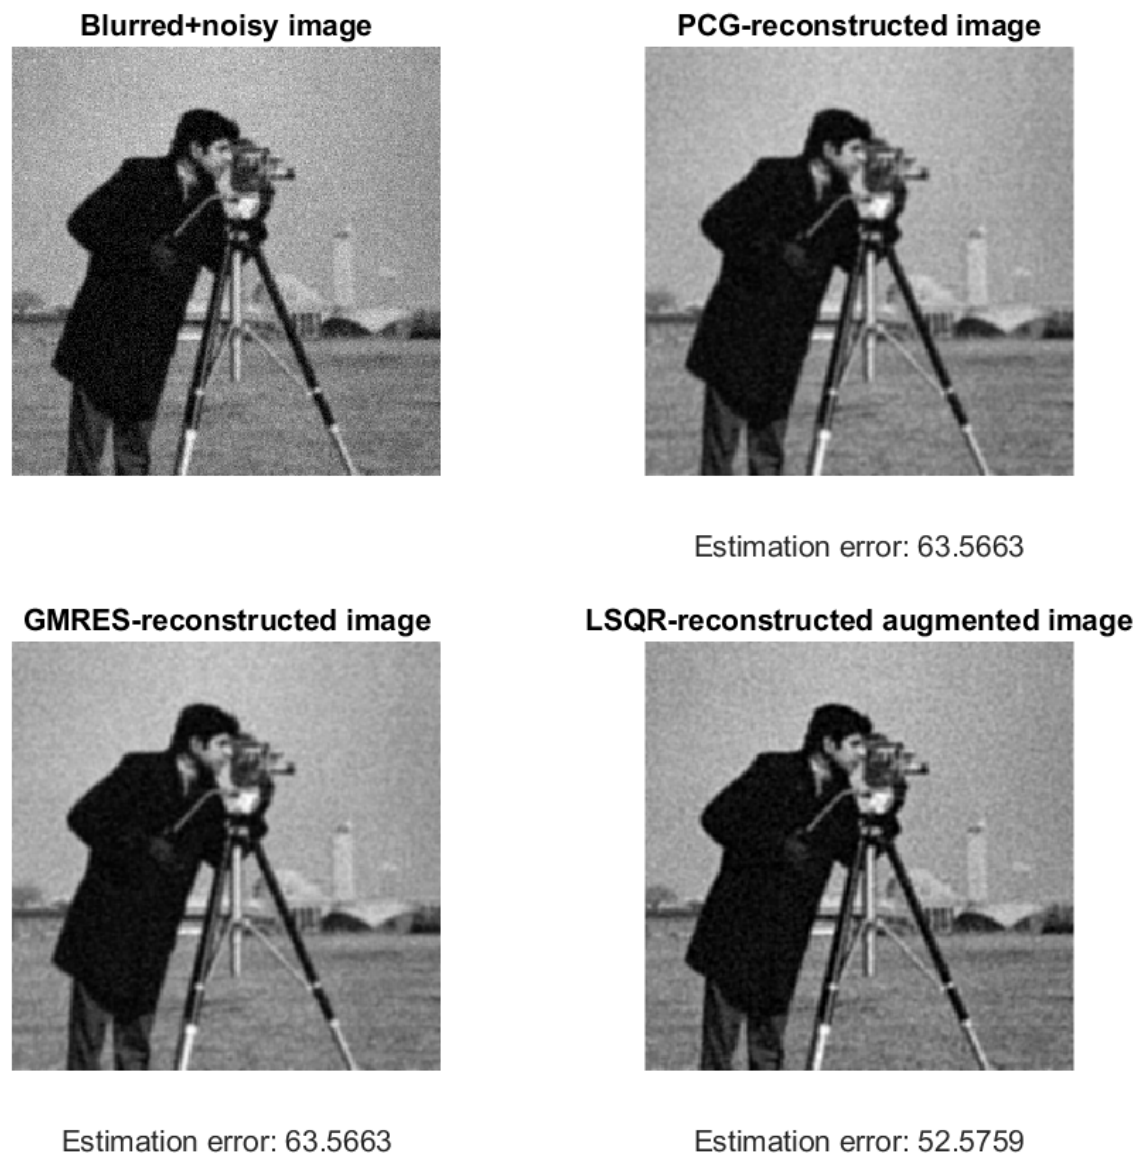 Blurred+noisy image
PCG-reconstructed image
Estimation error: 63.5663
GMRES-reconstructed image
LSQR-reconstructed augmented image
Estimation error: 63.5663
Estimation error: 52.5759